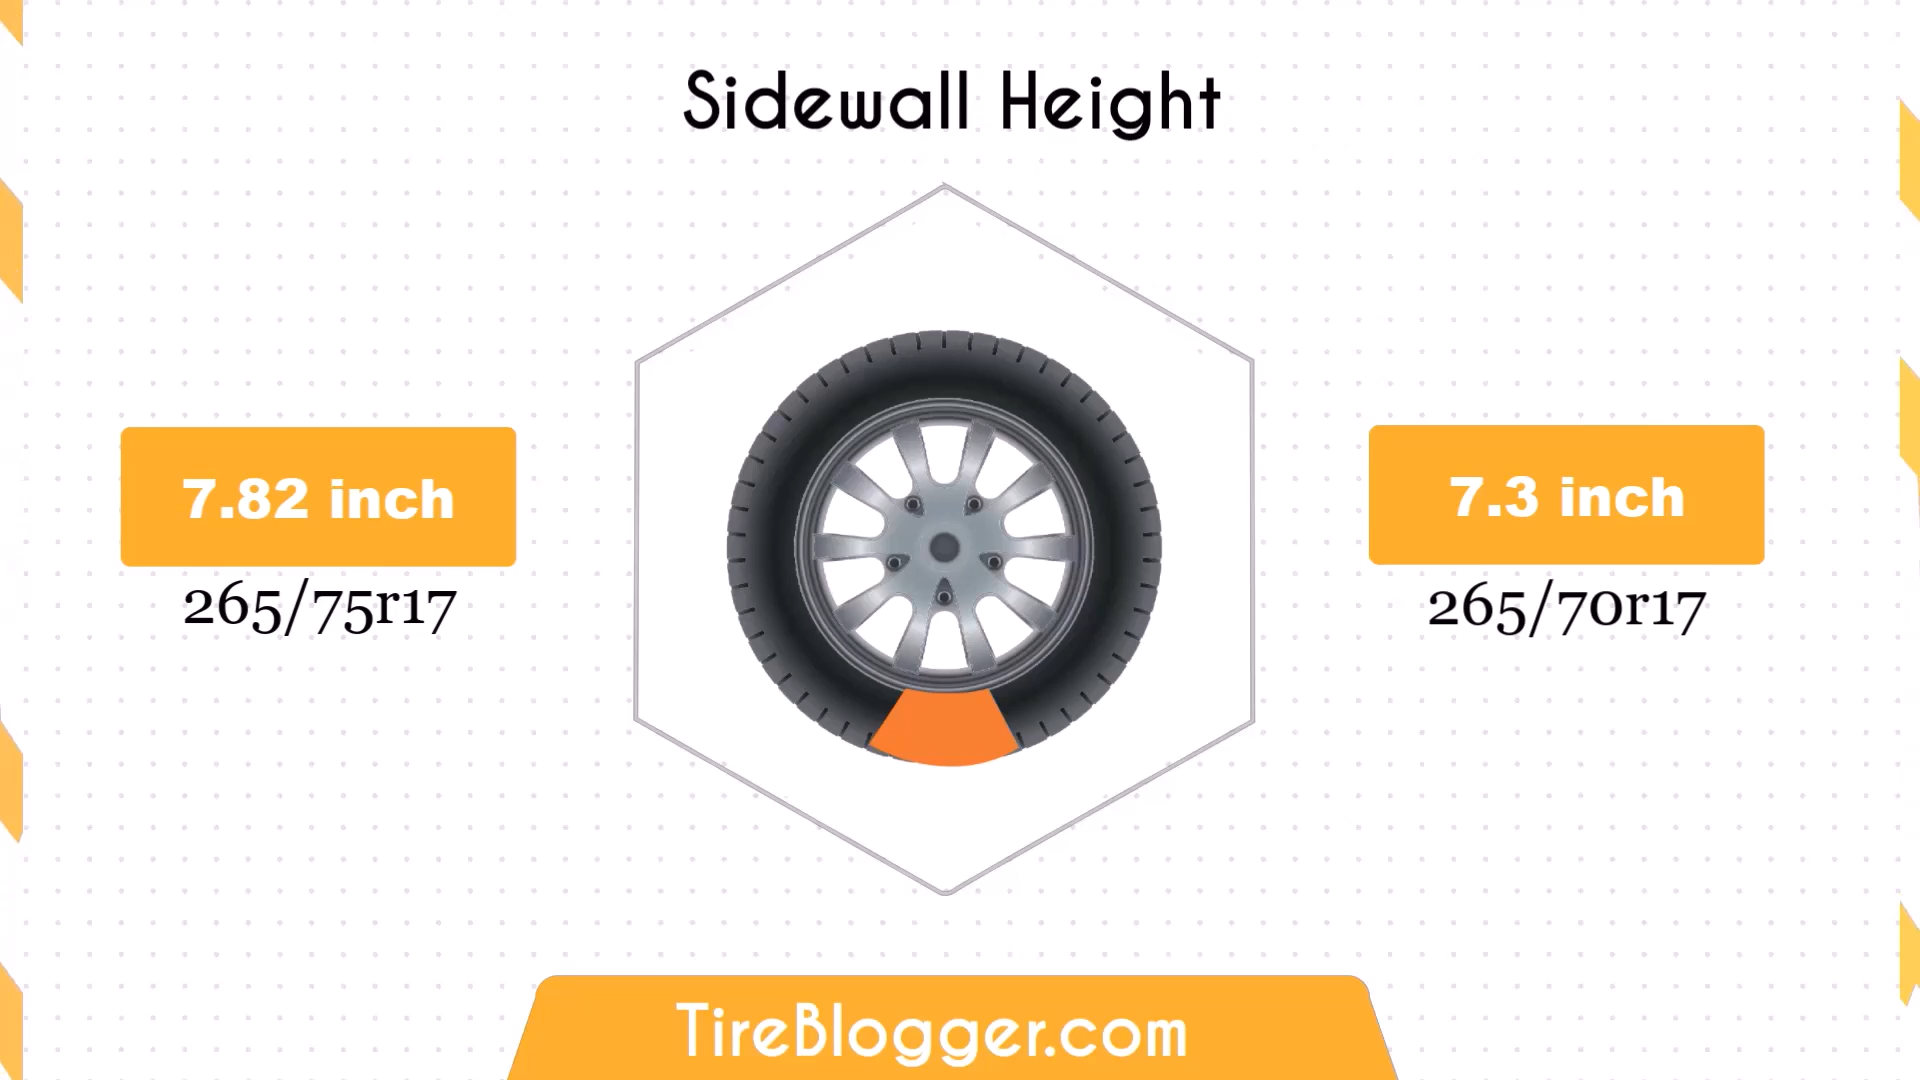 Sidewall Height
7.82 inch
265/75r17
7.3 inch
265/70r17
TireBlogger.com